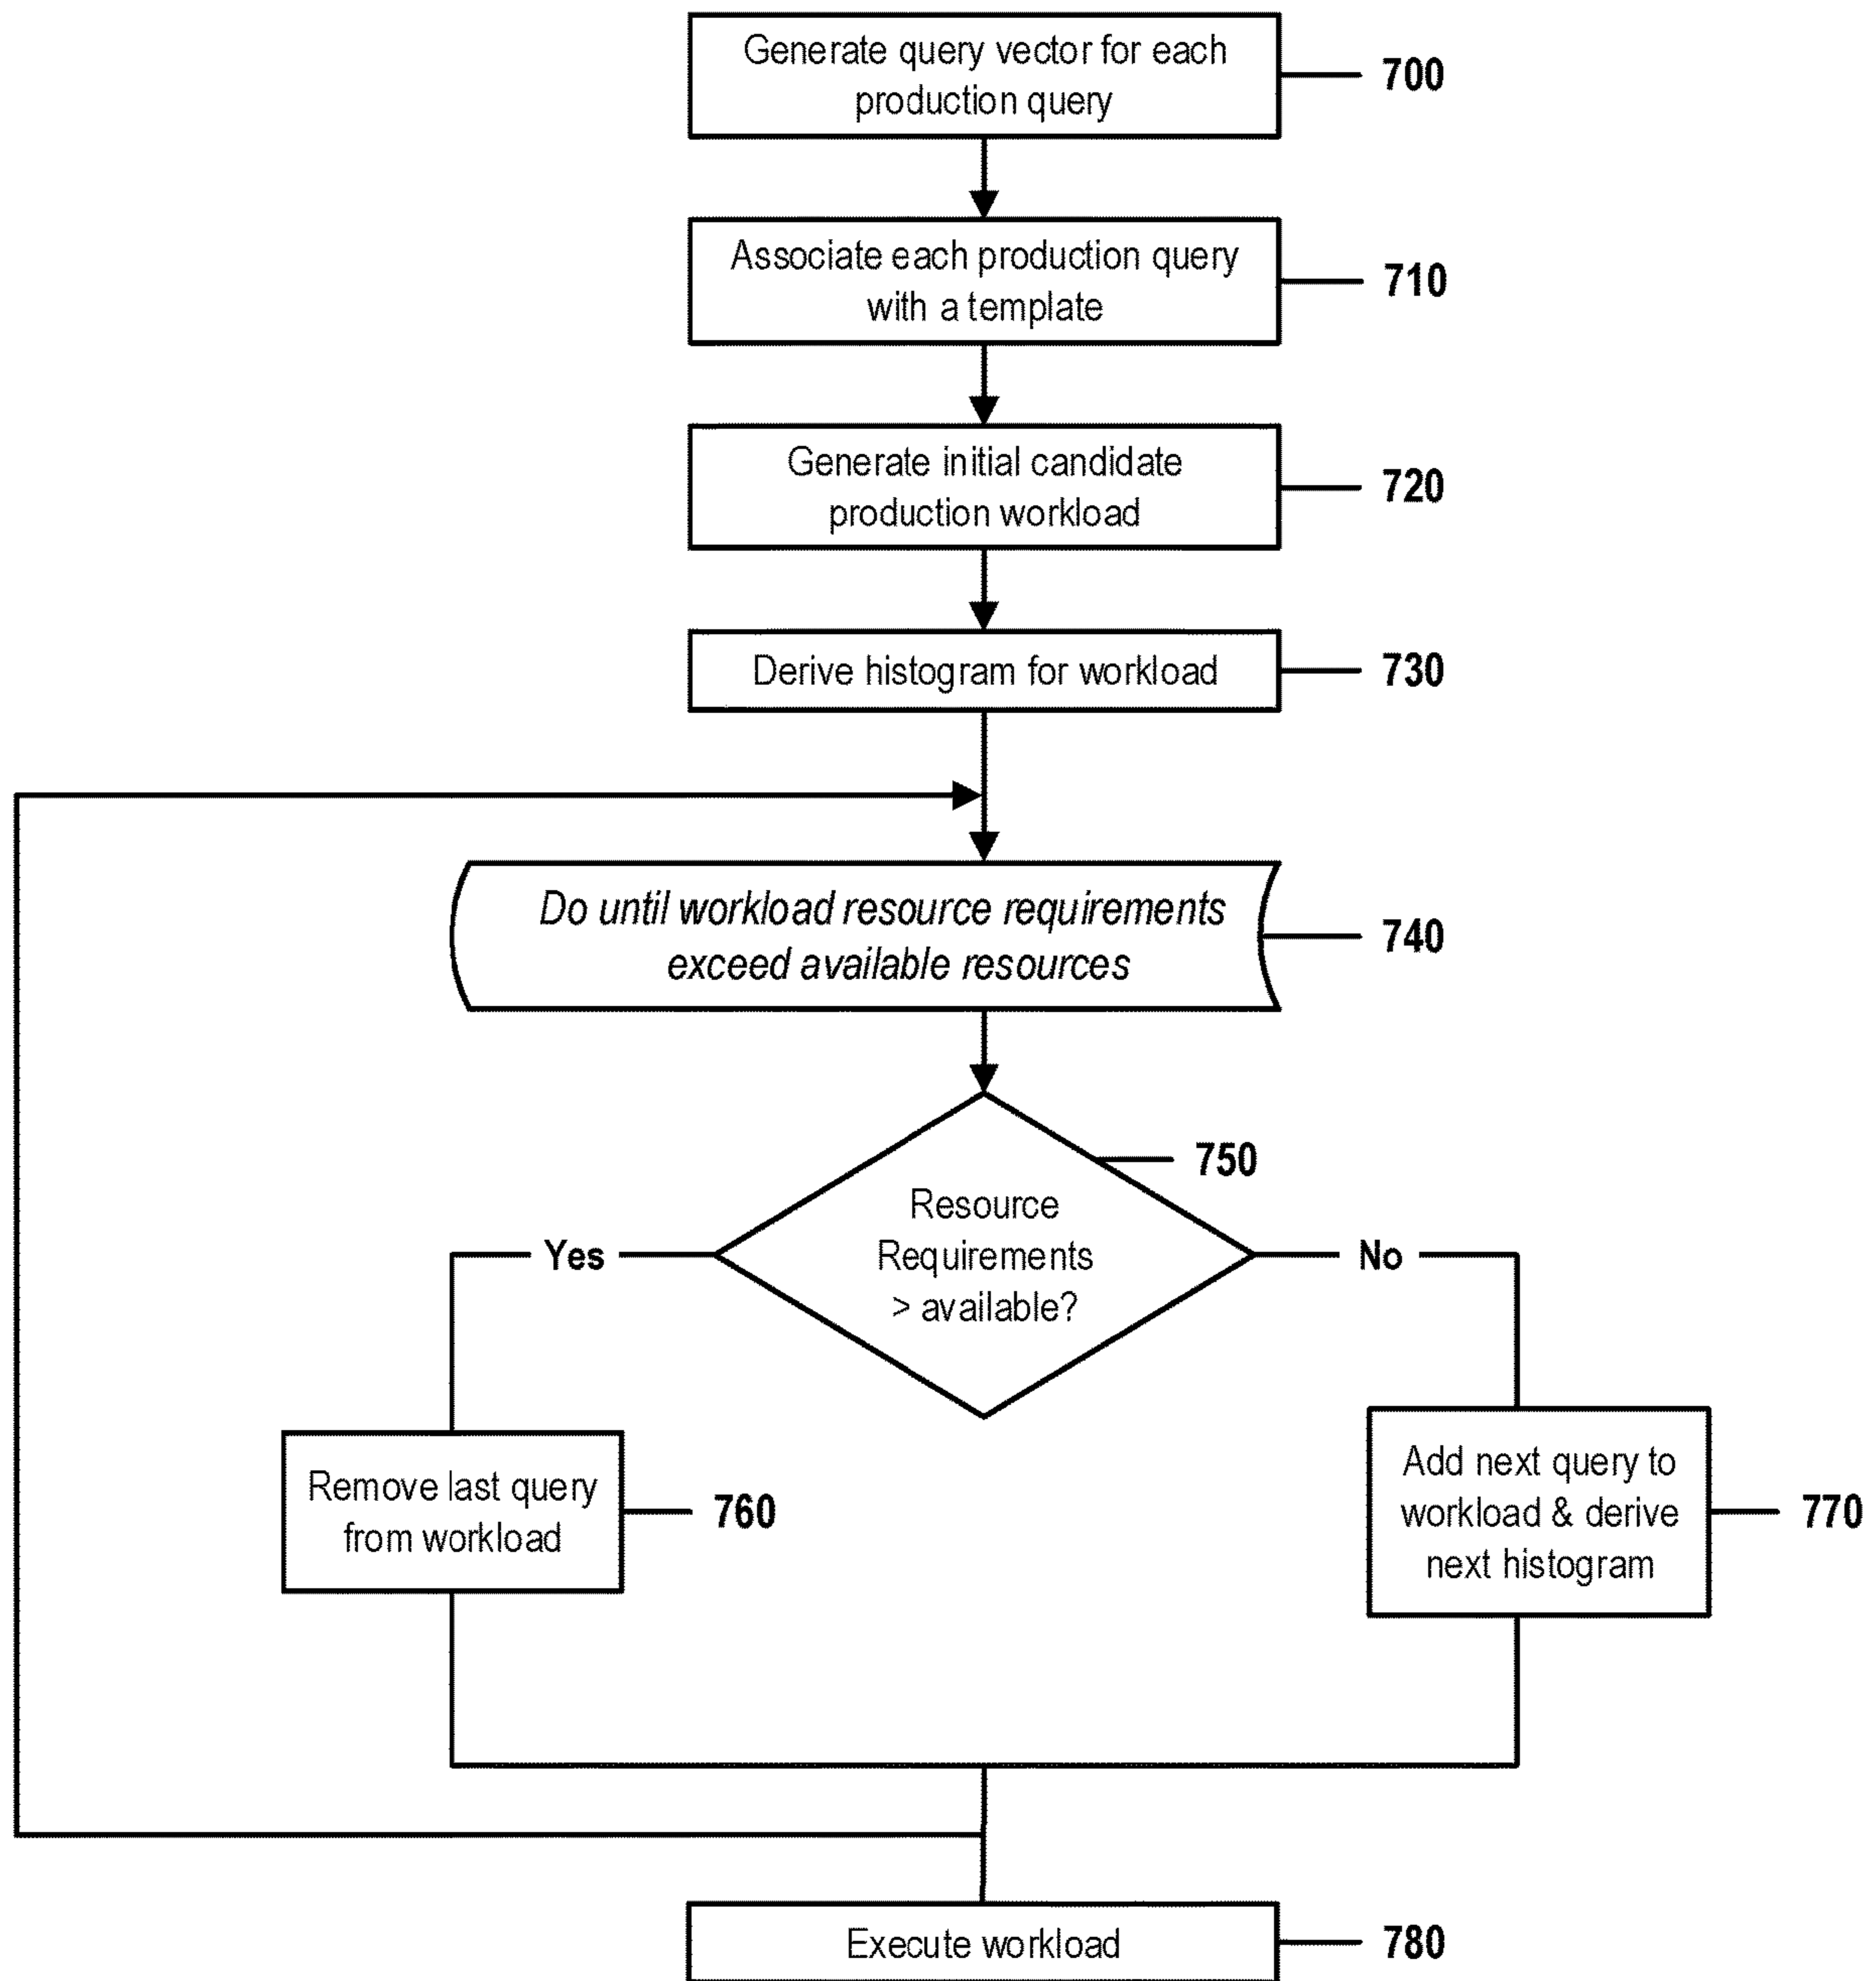 Generate query vector for each
production query
700
Associate each production query
with a template
710
Generate initial candidate
production workload
720
Derive histogram for workload
730
Do until workload resource requirements
exceed available resources
740
750
Resource
Requirements
> available?
Yes
No
Remove last query
from workload
760
Add next query to
workload & derive
next histogram
770
Execute workload
780